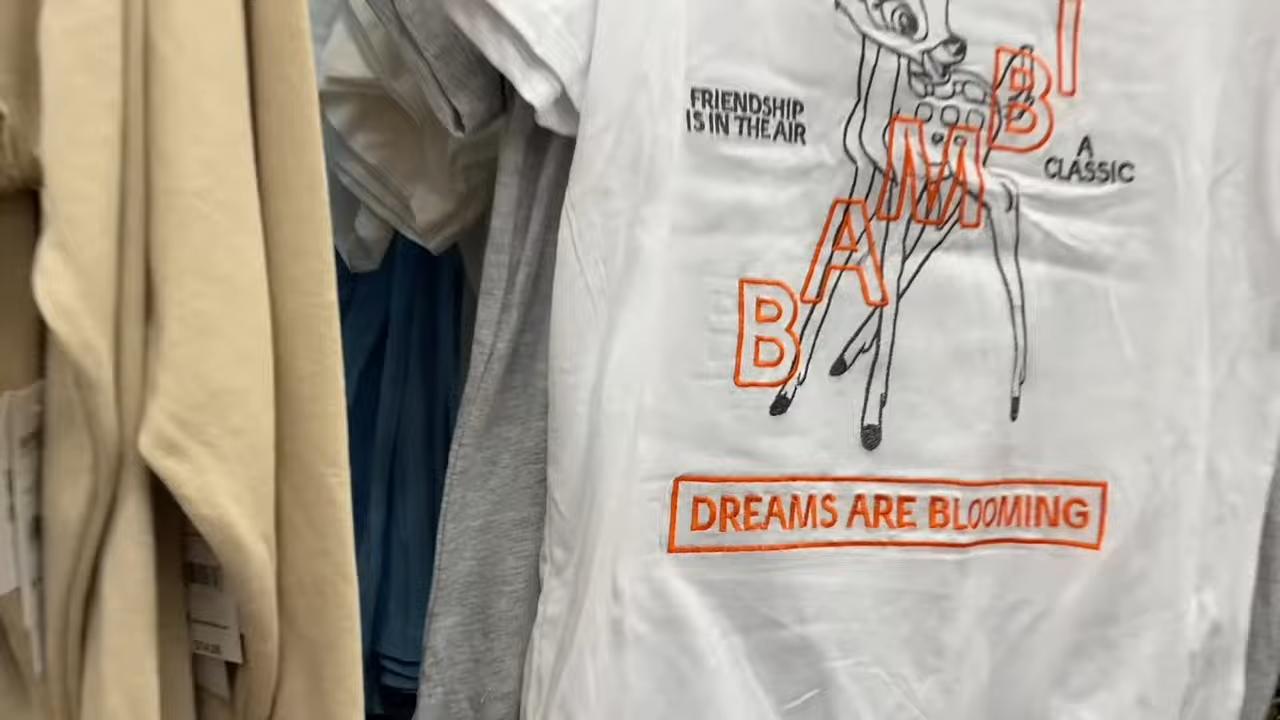 FRIENDSHIP
IS IN THE AIR
BAMBI
A
CLASSIC
DREAMS ARE BLOOMING